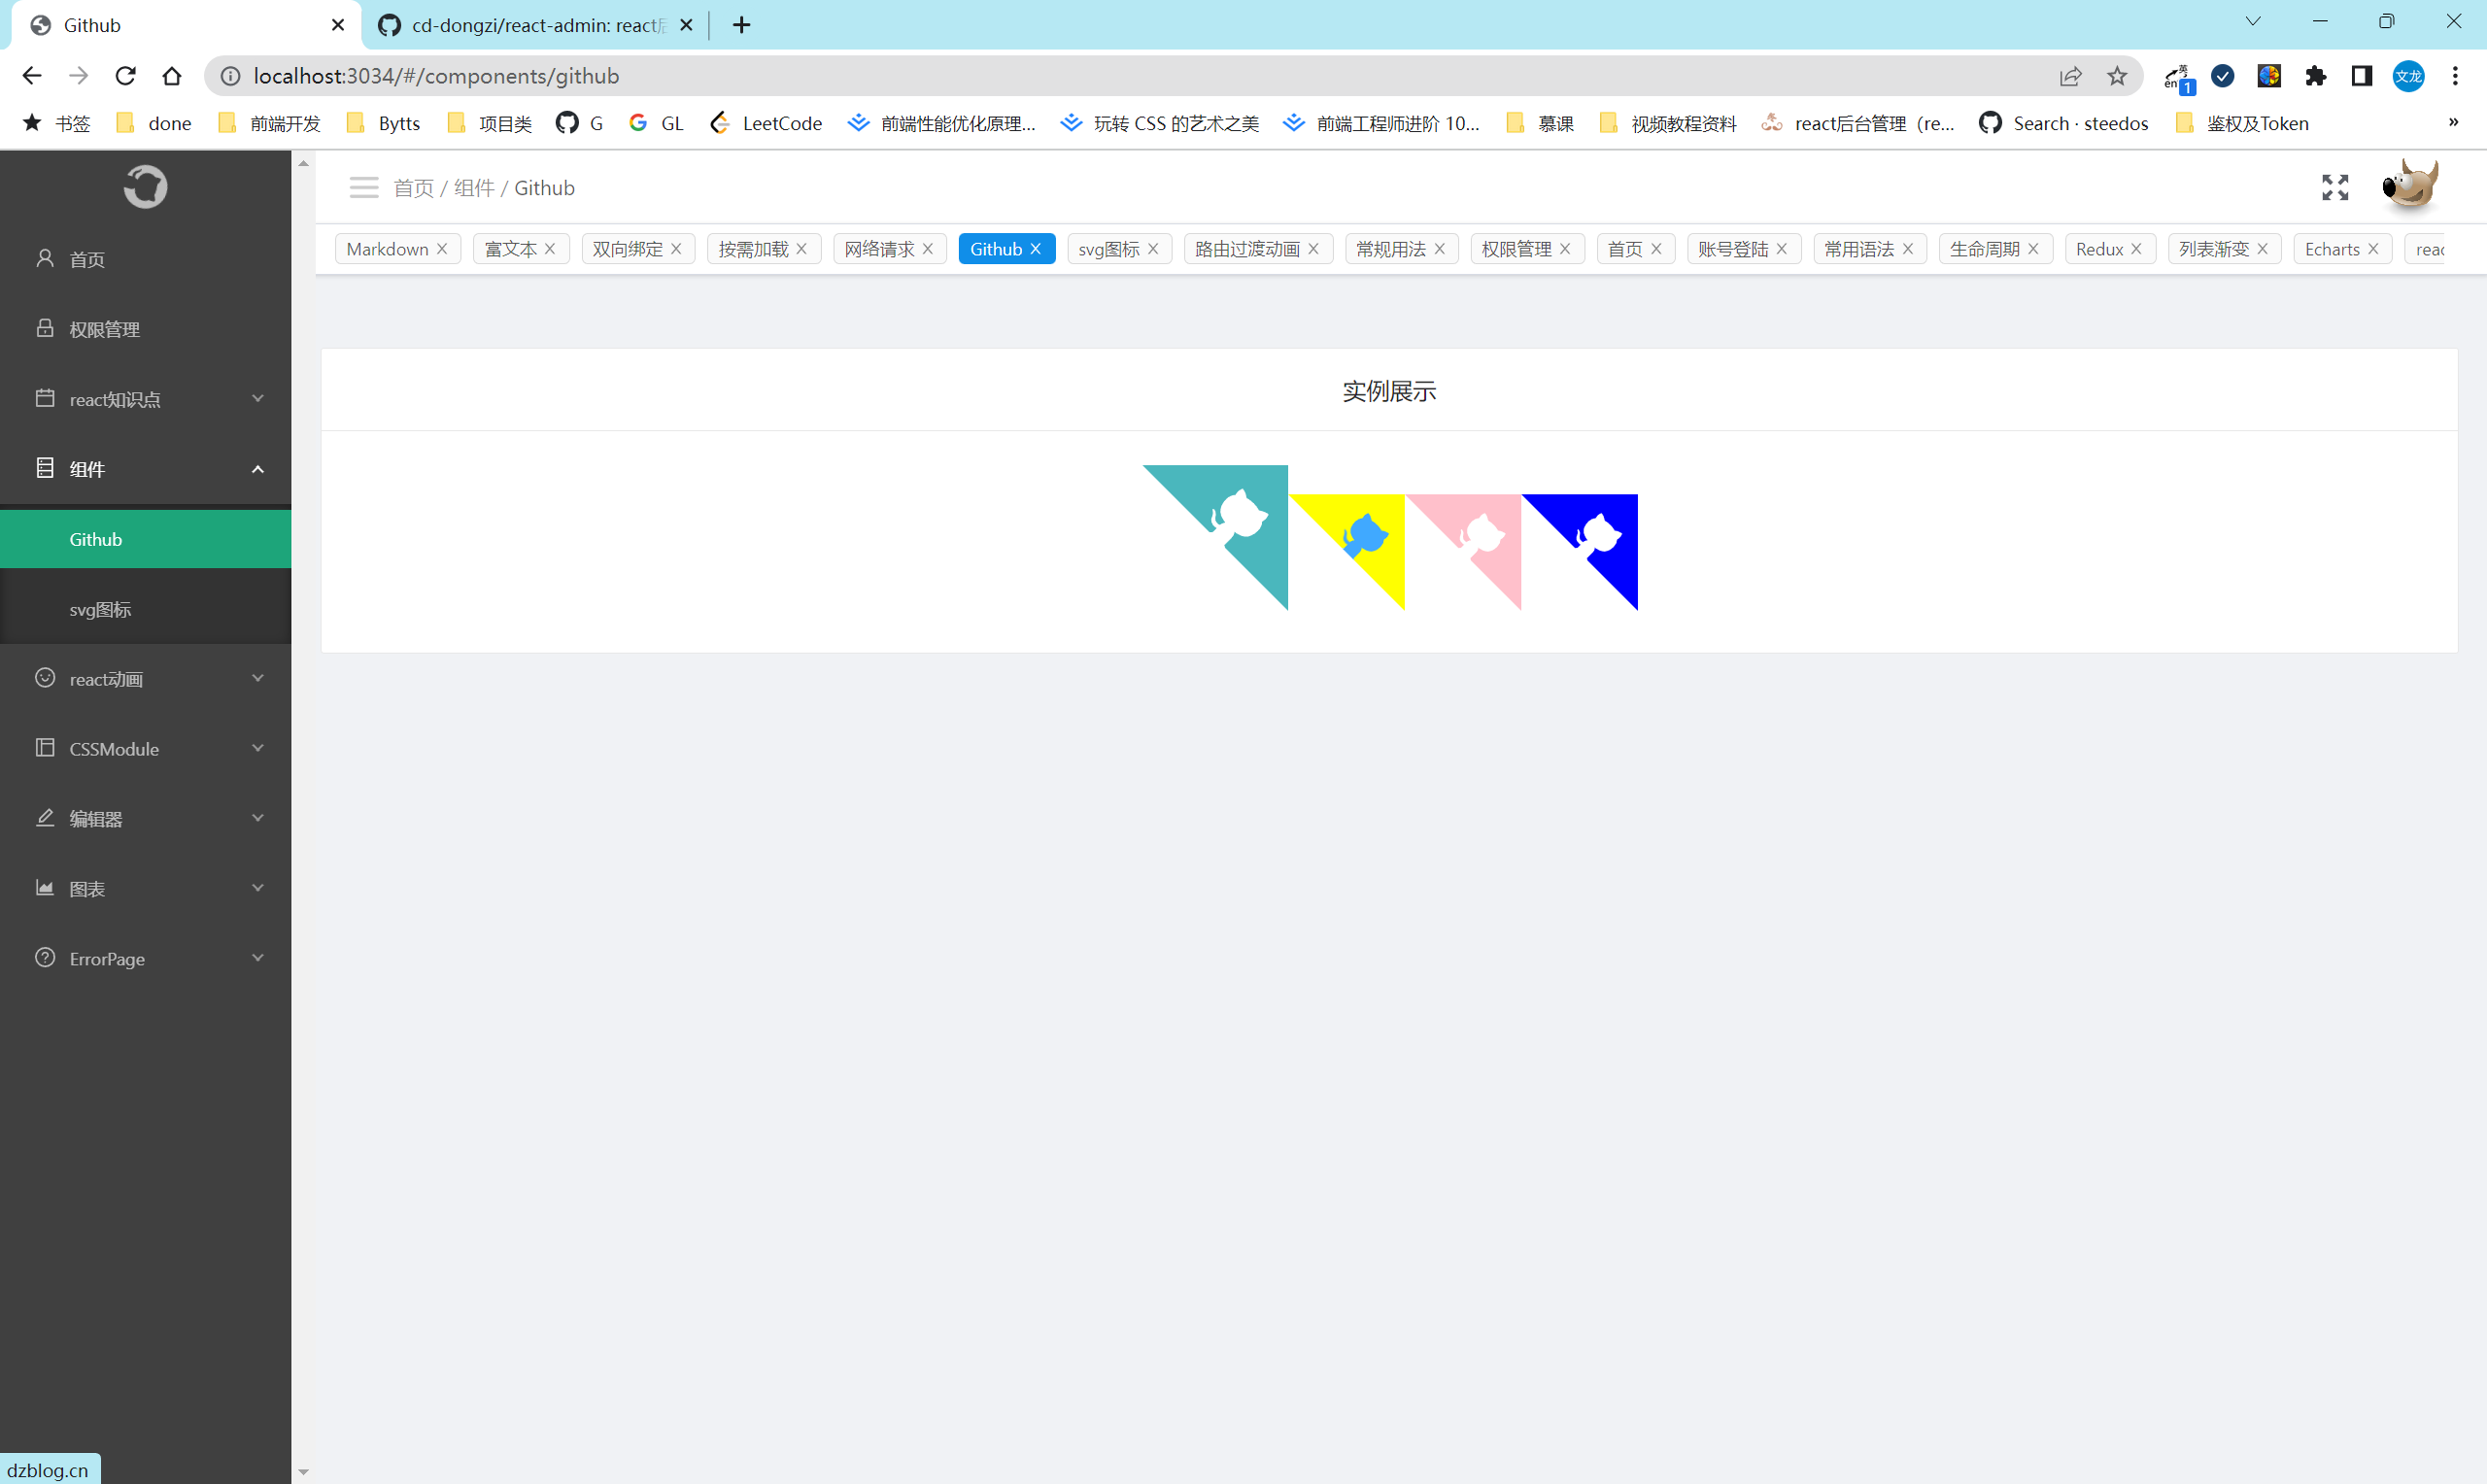 Github
cd-dongzi/react-admin: react后
localhost:3034/#/components/github
英
en
1
文龙
书签
done
前端开发
Bytts
项目类
G
GL
LeetCode
前端性能优化原理...
玩转 CSS 的艺术之美
前端工程师进阶 10...
慕课
视频教程资料
react后台管理（re...
Search · steedos
鉴权及Token
»
首页 / 组件 / Github
Markdown
富文本
双向绑定
按需加载
网络请求
Github
svg图标
路由过渡动画
常规用法
权限管理
首页
账号登陆
常用语法
生命周期
Redux
列表渐变
Echarts
reac
首页
权限管理
react知识点
组件
Github
svg图标
react动画
CSSModule
编辑器
图表
ErrorPage
实例展示
dzblog.cn